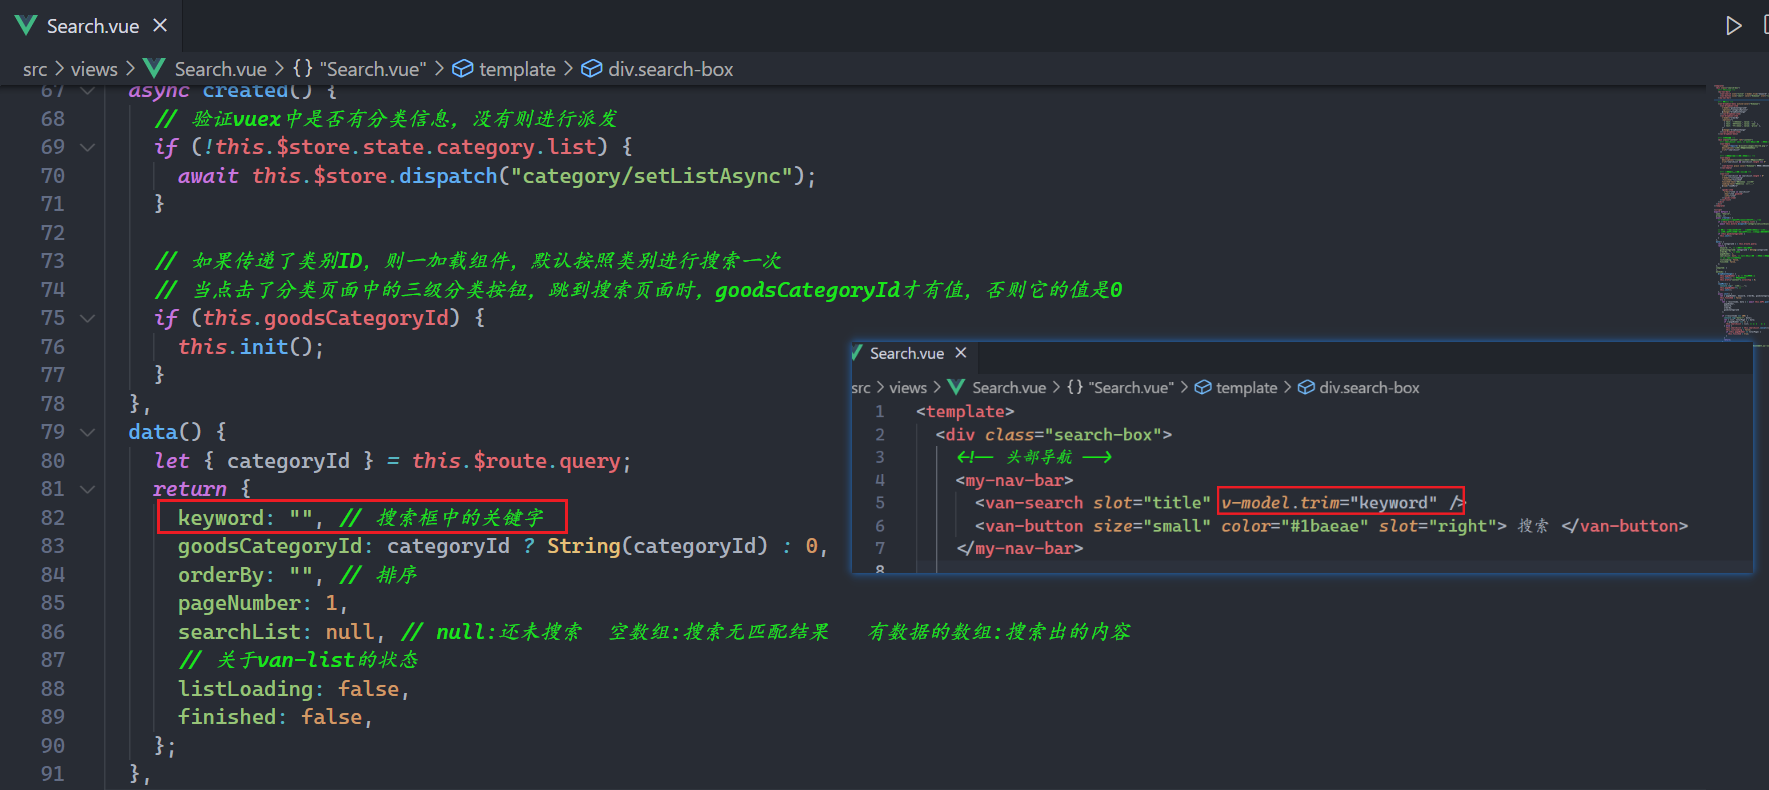 Search.vue ×
src > views > Search.vue > {} "Search.vue" > template > div.search-box
67 async created() {
68 // 验证vuex中是否有分类信息, 没有则进行派发
69 if (!this.$store.state.category.list) {
70 await this.$store.dispatch("category/setListAsync");
71 }
72
73 // 如果传递了类别ID, 则一加载组件, 默认按照类别进行搜索一次
74 // 当点击了分类页面中的三级分类按钮, 跳到搜索页面时, goodsCategoryId才有值, 否则它的值是0
75 if (this.goodsCategoryId) {
76 this.init();
77 }
78 },
79 data() {
80 let { categoryId } = this.$route.query;
81 return {
82 keyword: "", // 搜索框中的关键字
83 goodsCategoryId: categoryId ? String(categoryId) : 0,
84 orderBy: "", // 排序
85 pageNumber: 1,
86 searchList: null, // null:还未搜索 空数组:搜索无匹配结果 有数据的数组:搜索出的内容
87 // 关于van-list的状态
88 listLoading: false,
89 finished: false,
90 };
91 },
Search.vue ×
src > views > Search.vue > {} "Search.vue" > template > div.search-box
1 <template>
2 <div class="search-box">
3 <!-- 头部导航 -->
4 <my-nav-bar>
5 <van-search slot="title" v-model.trim="keyword" />
6 <van-button size="small" color="#1baeae" slot="right"> 搜索 </van-button>
7 </my-nav-bar>
8